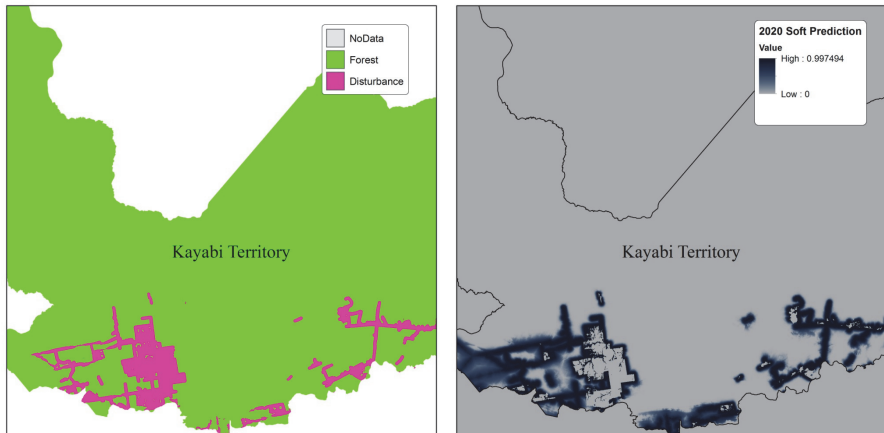 NoData
Forest
Disturbance
Kayabi Territory
2020 Soft Prediction
Value
High : 0.997494
Low : 0
Kayabi Territory